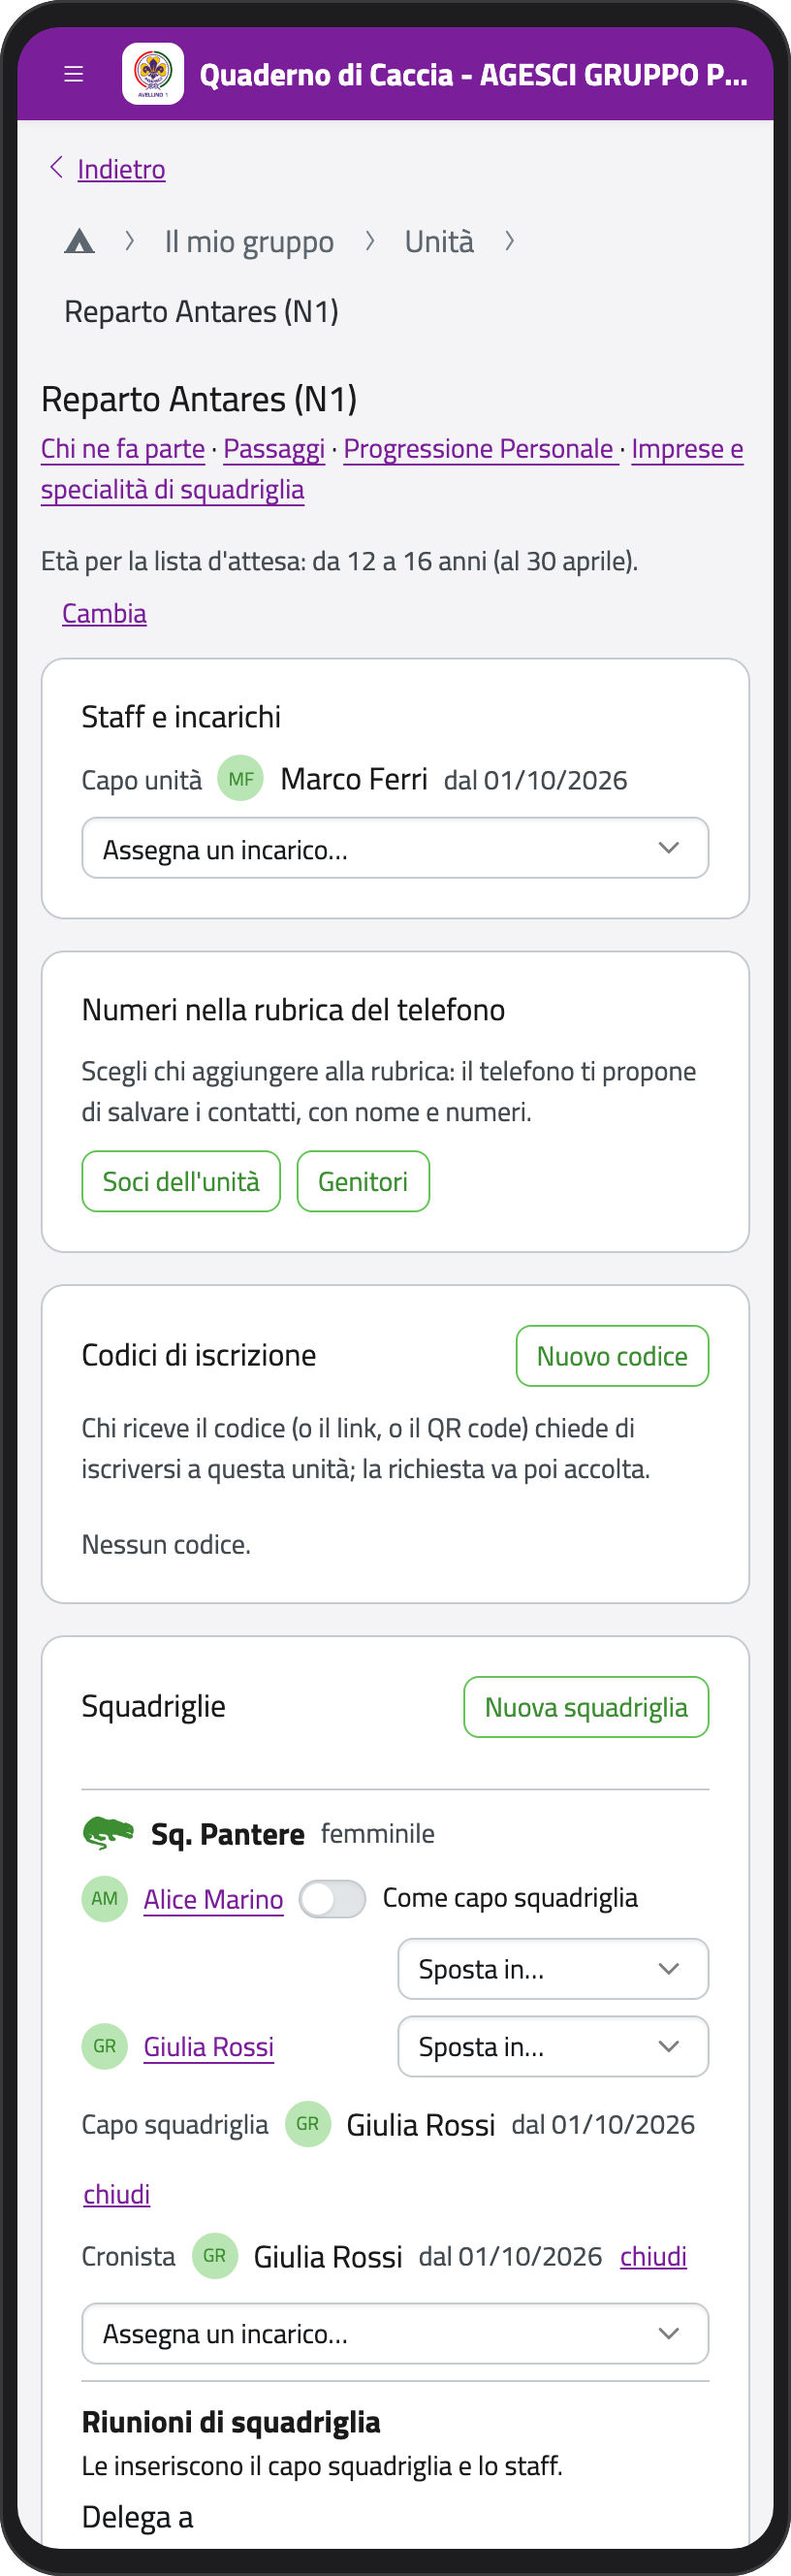 AVELLINO 1
Quaderno di Caccia - AGESCI GRUPPO P...
Indietro
Il mio gruppo
Unità
Reparto Antares (N1)
Reparto Antares (N1)
Chi ne fa parte · Passaggi · Progressione Personale · Imprese e
specialità di squadriglia
Età per la lista d'attesa: da 12 a 16 anni (al 30 aprile).
Cambia
Staff e incarichi
Capo unità MF Marco Ferri dal 01/10/2026
Assegna un incarico...
Numeri nella rubrica del telefono
Scegli chi aggiungere alla rubrica: il telefono ti propone
di salvare i contatti, con nome e numeri.
Soci dell'unità Genitori
Codici di iscrizione Nuovo codice
Chi riceve il codice (o il link, o il QR code) chiede di
iscriversi a questa unità; la richiesta va poi accolta.
Nessun codice.
Squadriglie Nuova squadriglia
Sq. Pantere femminile
AM Alice Marino Come capo squadriglia
Sposta in...
GR Giulia Rossi Sposta in...
Capo squadriglia GR Giulia Rossi dal 01/10/2026
chiudi
Cronista GR Giulia Rossi dal 01/10/2026 chiudi
Assegna un incarico...
Riunioni di squadriglia
Le inseriscono il capo squadriglia e lo staff.
Delega a